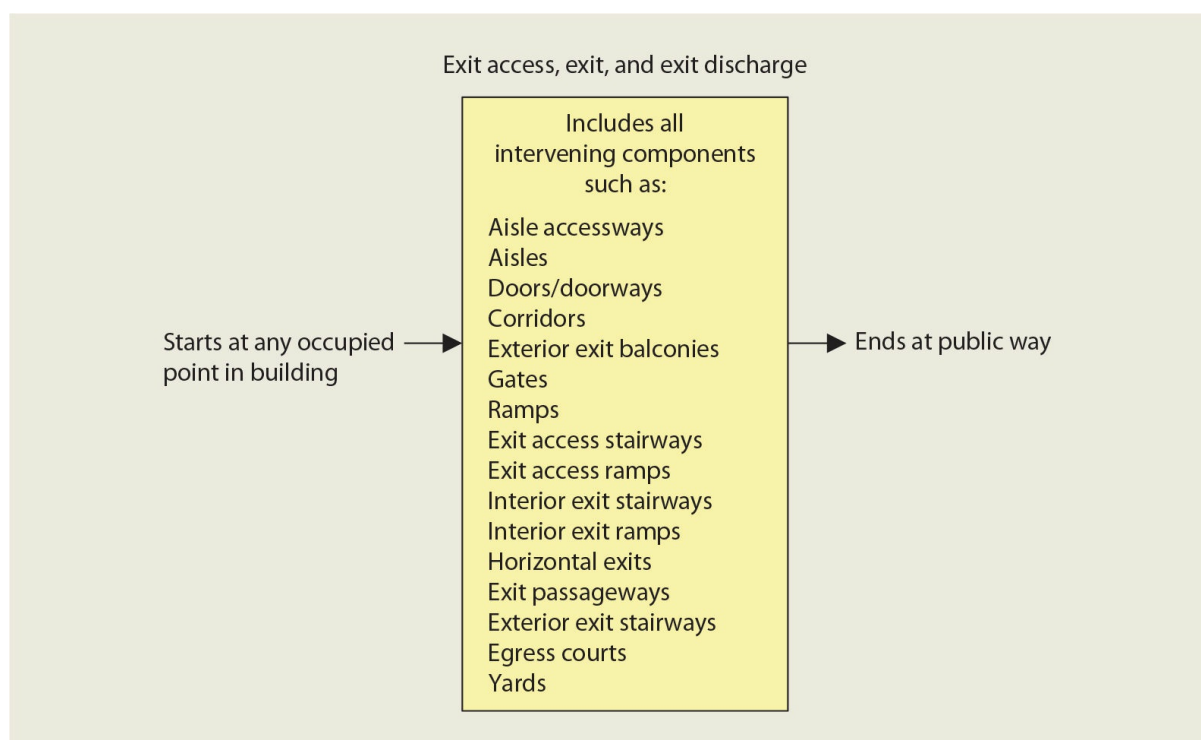 Exit access, exit, and exit discharge
Includes all
intervening components
such as:
Aisle accessways
Aisles
Doors/doorways
Corridors
Exterior exit balconies
Gates
Ramps
Exit access stairways
Exit access ramps
Interior exit stairways
Interior exit ramps
Horizontal exits
Exit passageways
Exterior exit stairways
Egress courts
Yards
Starts at any occupied
point in building
Ends at public way